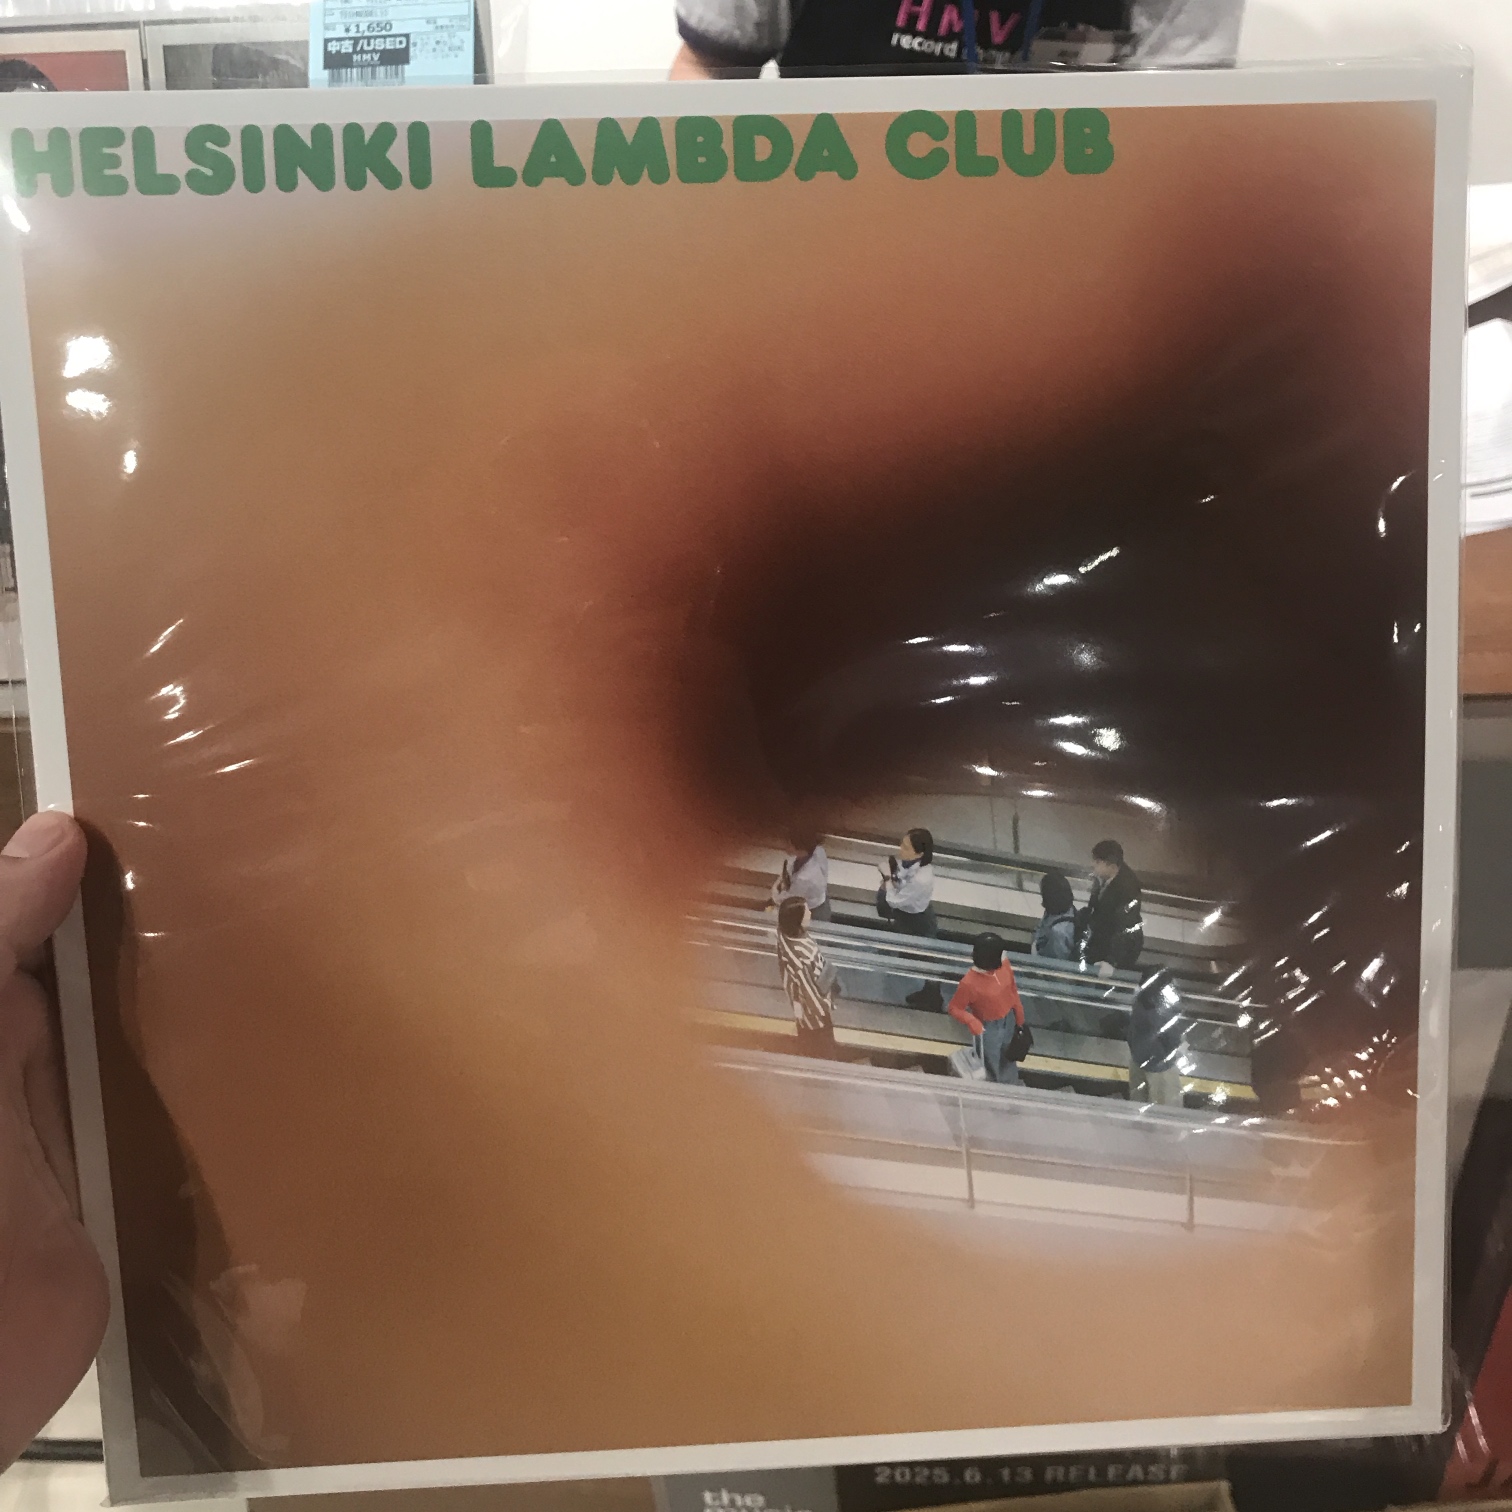 ¥1,650
中古/USED
HMV
HMV
record
HELSINKI LAMBDA CLUB
2025.6.13 RELEASE
the